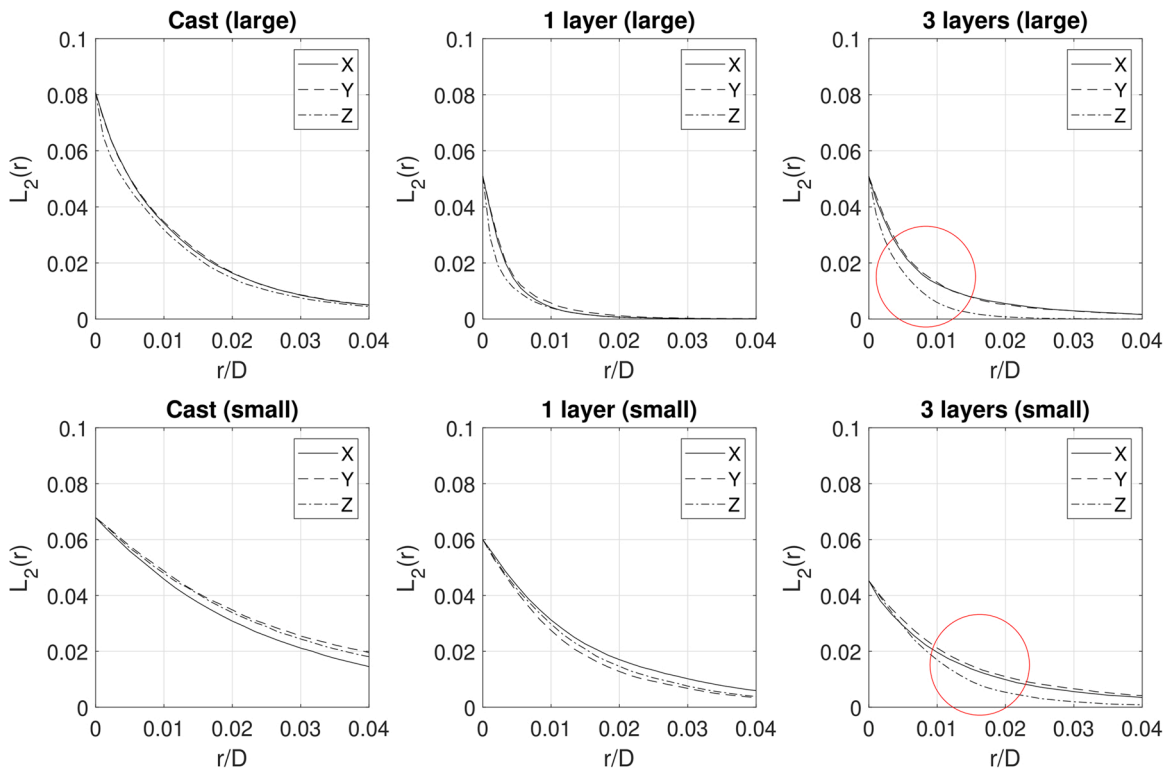 Cast (large)
0.1
0.08
0.06
0.04
0.02
0
L2(r)
0 0.01 0.02 0.03 0.04
r/D
X
Y
Z
1 layer (large)
0.1
0.08
0.06
0.04
0.02
0
L2(r)
0 0.01 0.02 0.03 0.04
r/D
X
Y
Z
3 layers (large)
0.1
0.08
0.06
0.04
0.02
0
L2(r)
0 0.01 0.02 0.03 0.04
r/D
X
Y
Z
Cast (small)
0.1
0.08
0.06
0.04
0.02
0
L2(r)
0 0.01 0.02 0.03 0.04
r/D
X
Y
Z
1 layer (small)
0.1
0.08
0.06
0.04
0.02
0
L2(r)
0 0.01 0.02 0.03 0.04
r/D
X
Y
Z
3 layers (small)
0.1
0.08
0.06
0.04
0.02
0
L2(r)
0 0.01 0.02 0.03 0.04
r/D
X
Y
Z